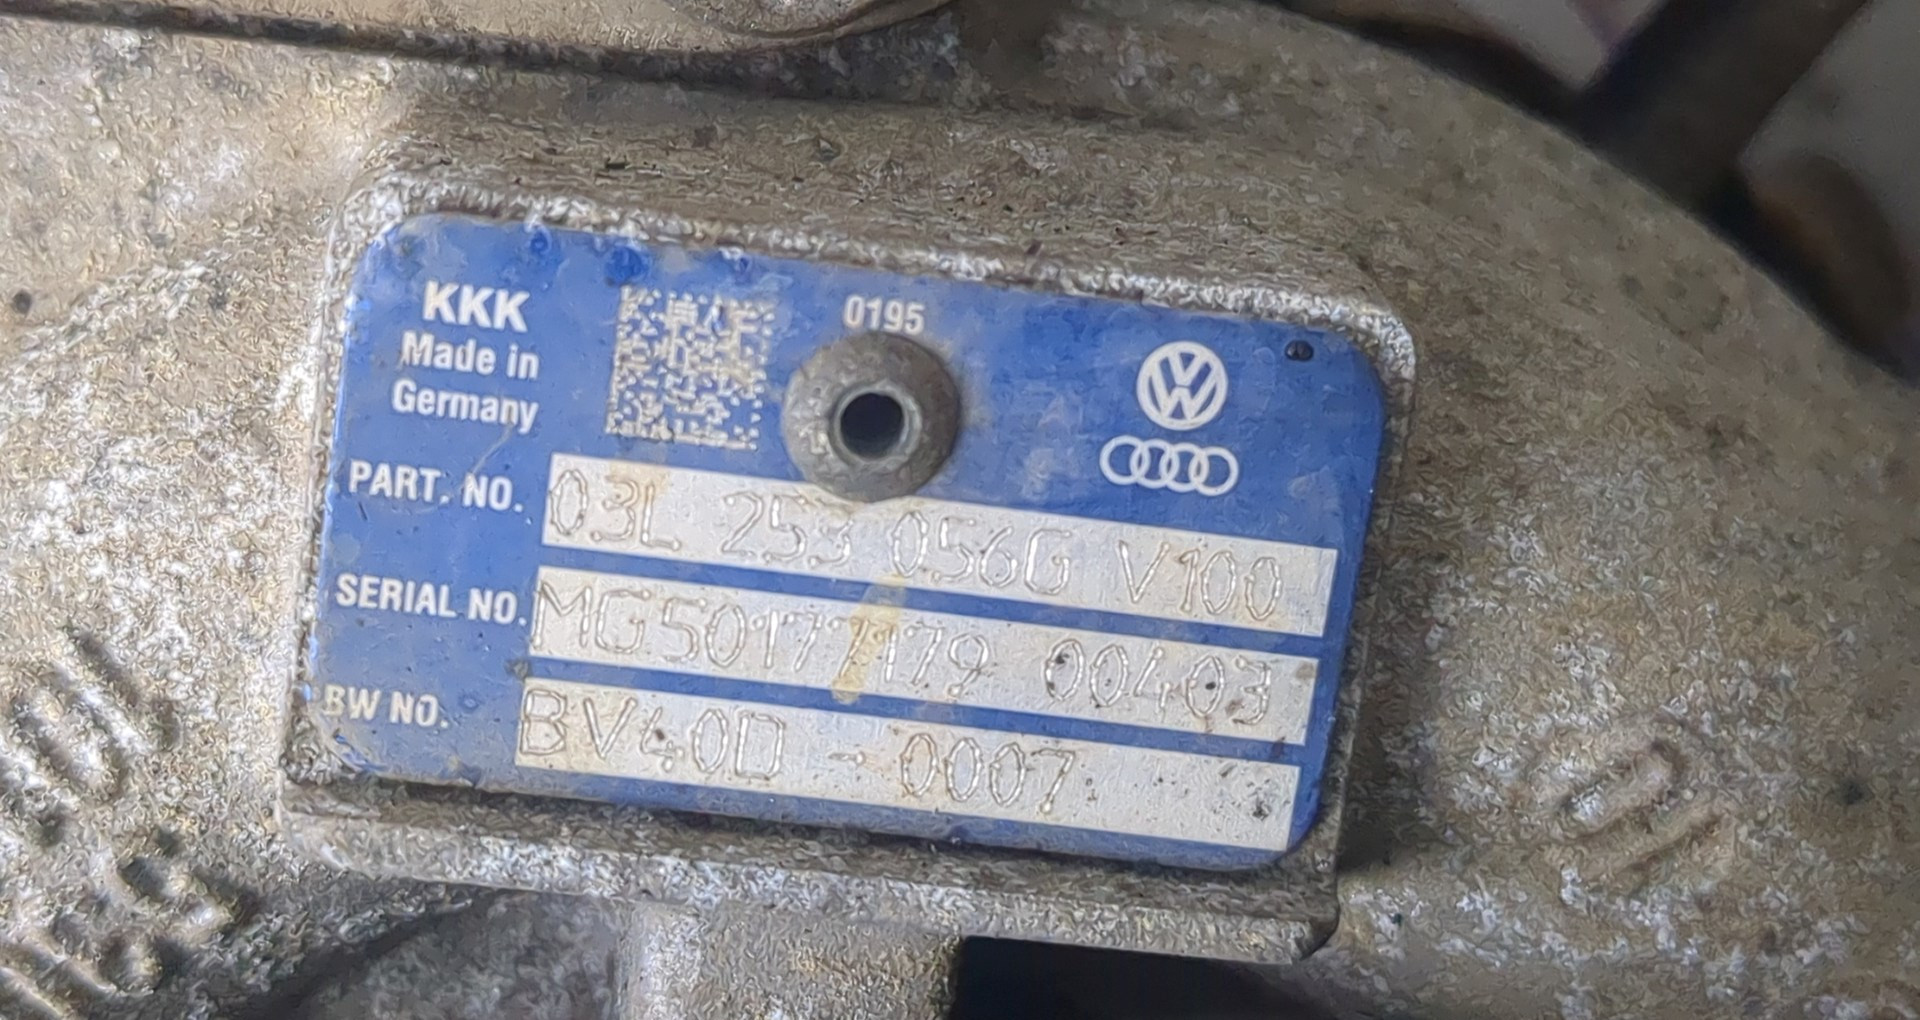 KKK
Made in
Germany
0195
PART. NO. 03L 253 056G V100
SERIAL NO. MG50177179 00403
BW NO. BV40D - 0007